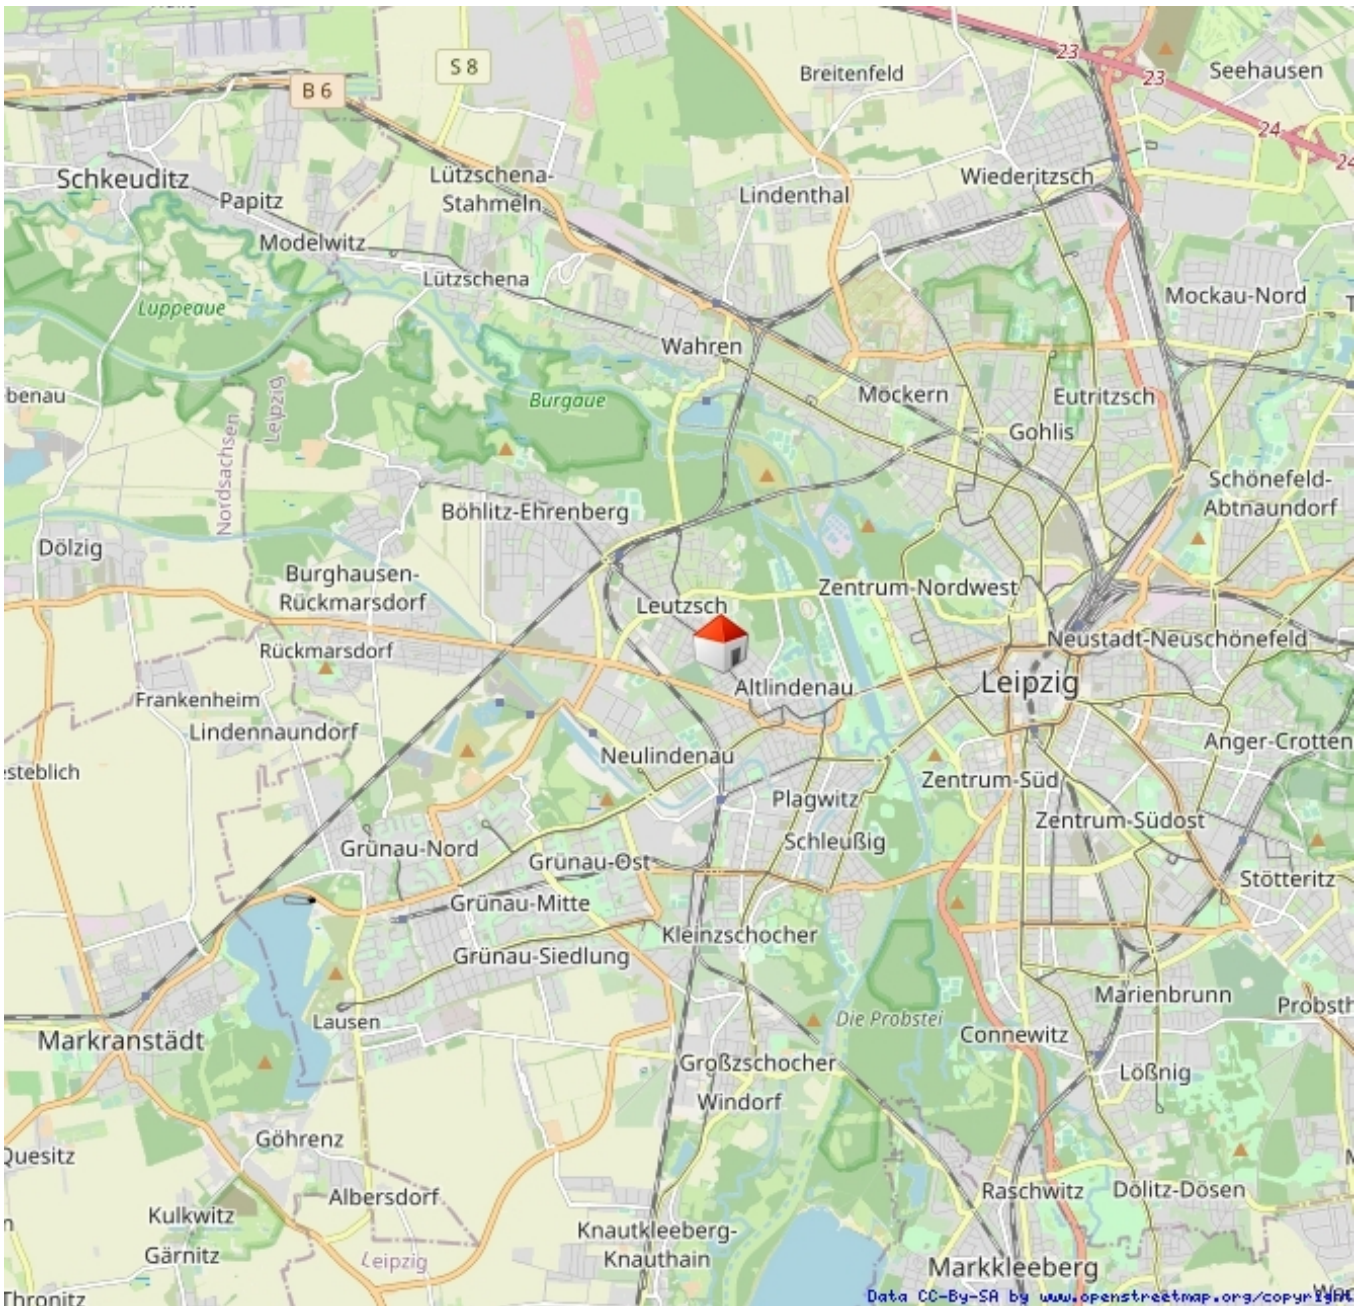 23
S 8
Breitenfeld
Seehausen
B 6
23
24
24
Schkeuditz
Lützschena-
Stahmeln
Wiederitzsch
Papitz
Lindenthal
Modelwitz
Lützschena
Mockau-Nord
Luppeaue
Wahren
Burgaue
Möckern
Eutritzsch
benau
Leipzig
Gohlis
Nordsachsen
Schönefeld-
Abtnaundorf
Böhlitz-Ehrenberg
Dölzig
Burghausen-
Rückmarsdorf
Zentrum-Nordwest
Leutzsch
Neustadt-Neuschönefeld
Rückmarsdorf
Leipzig
Altlindenau
Frankenheim
Lindennaundorf
Anger-Crotten
Neulindenau
esteblich
Zentrum-Süd
Plagwitz
Zentrum-Südost
Schleußig
Grünau-Nord
Grünau-Ost
Stötteritz
Grünau-Mitte
Kleinzschocher
Grünau-Siedlung
Marienbrunn
Probsth
Lausen
Die Probstei
Connewitz
Markranstädt
Großzschocher
Lößnig
Windorf
Göhrenz
Quesitz
Raschwitz
Dölitz-Dösen
Albersdorf
Kulkwitz
Knautkleeberg-
Knauthain
Gärnitz
Leipzig
Markkleeberg
Thronitz
Data CC-By-SA by www.openstreetmap.org/copyright